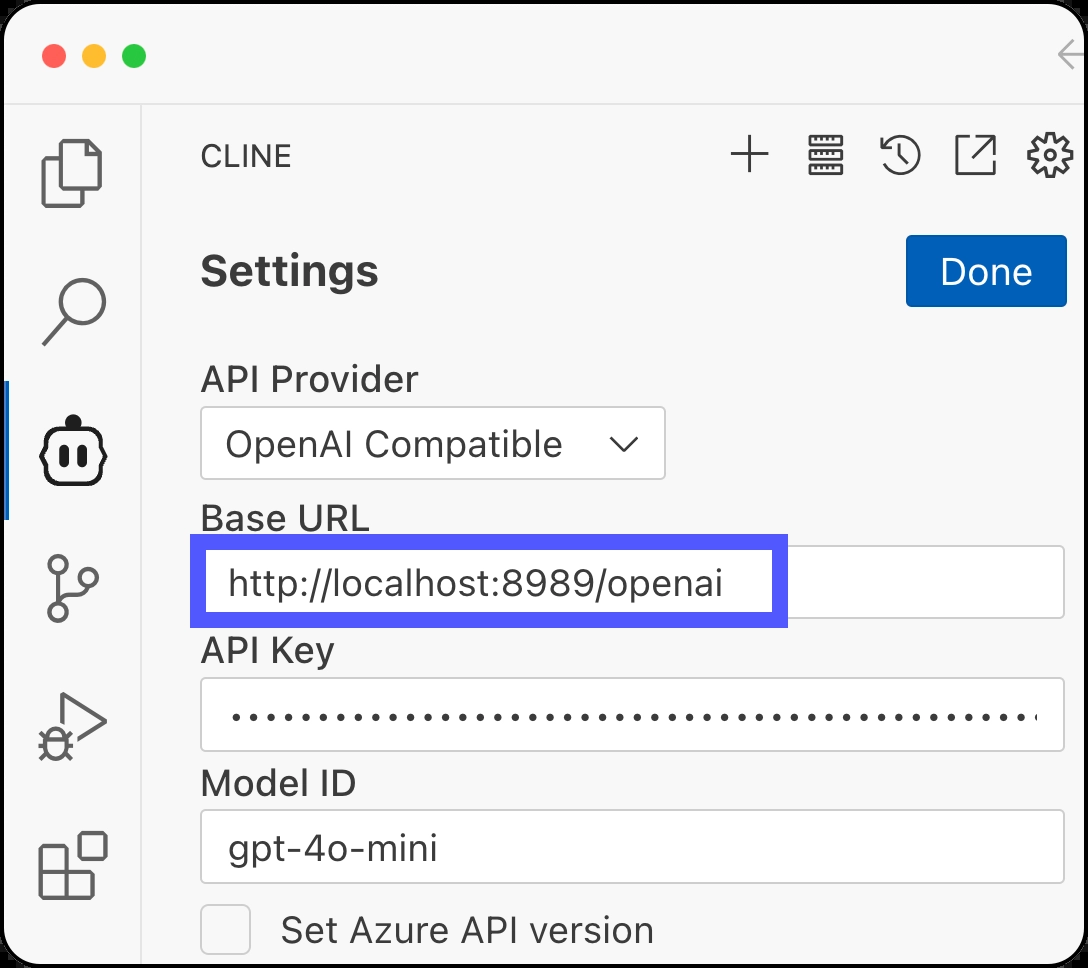 CLINE
Settings
Done
API Provider
OpenAI Compatible
Base URL
http://localhost:8989/openai
API Key
Model ID
gpt-4o-mini
Set Azure API version